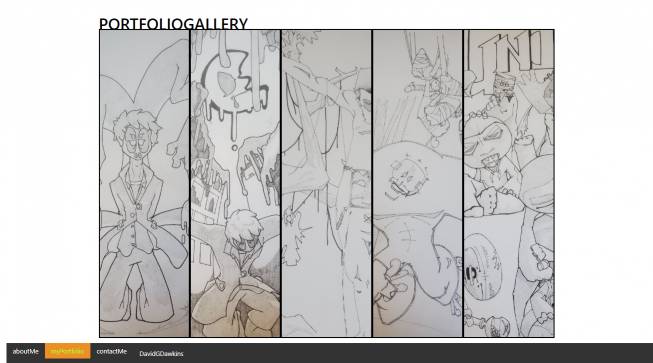 PORTFOLIOGALLERY
aboutMe
myPortfolio
contactMe
DavidGDawkins